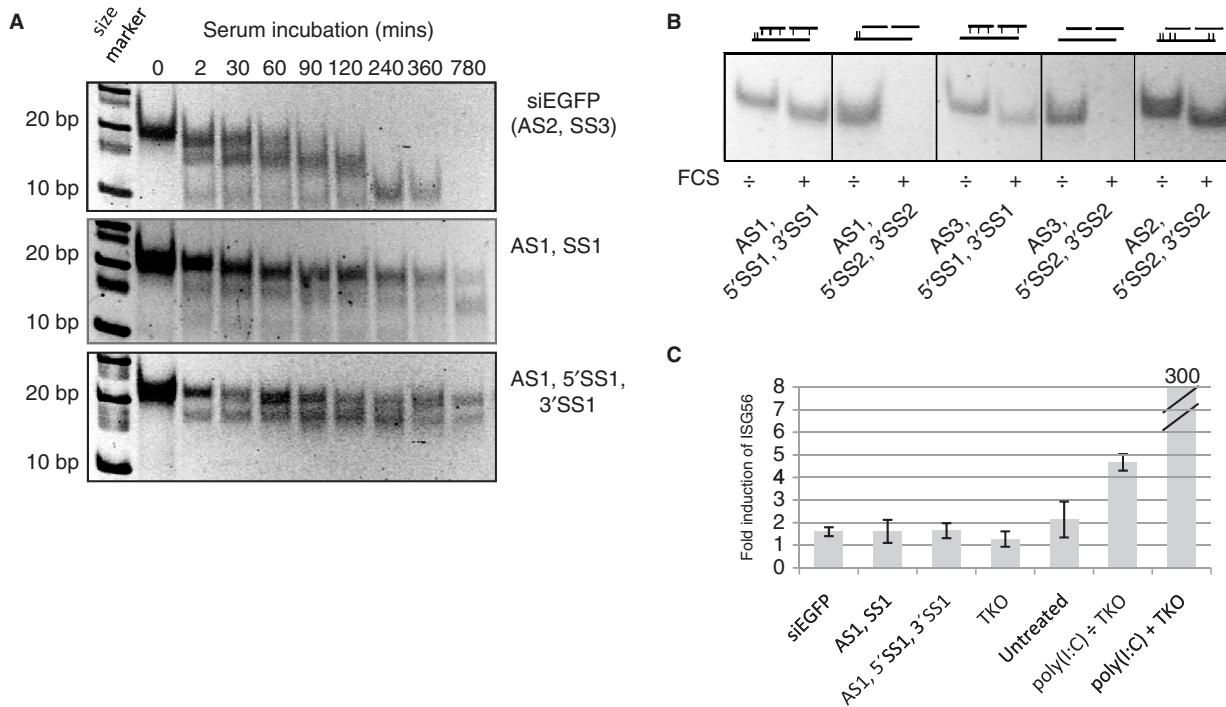 A
size
marker
Serum incubation (mins)
0 2 30 60 90 120 240 360 780
20 bp
10 bp
siEGFP
(AS2, SS3)
20 bp
10 bp
AS1, SS1
20 bp
10 bp
AS1, 5′SS1,
3′SS1
B
FCS ÷ + ÷ + ÷ + ÷ + ÷ +
AS1,
5′SS1, 3′SS1
AS1,
5′SS2, 3′SS2
AS3,
5′SS1, 3′SS1
AS3,
5′SS2, 3′SS2
AS2,
5′SS2, 3′SS2
C
Fold induction of ISG56
300
8
7
6
5
4
3
2
1
0
siEGFP
AS1, SS1
AS1, 5′SS1, 3′SS1
TKO
Untreated
poly(I:C) ÷ TKO
poly(I:C) + TKO